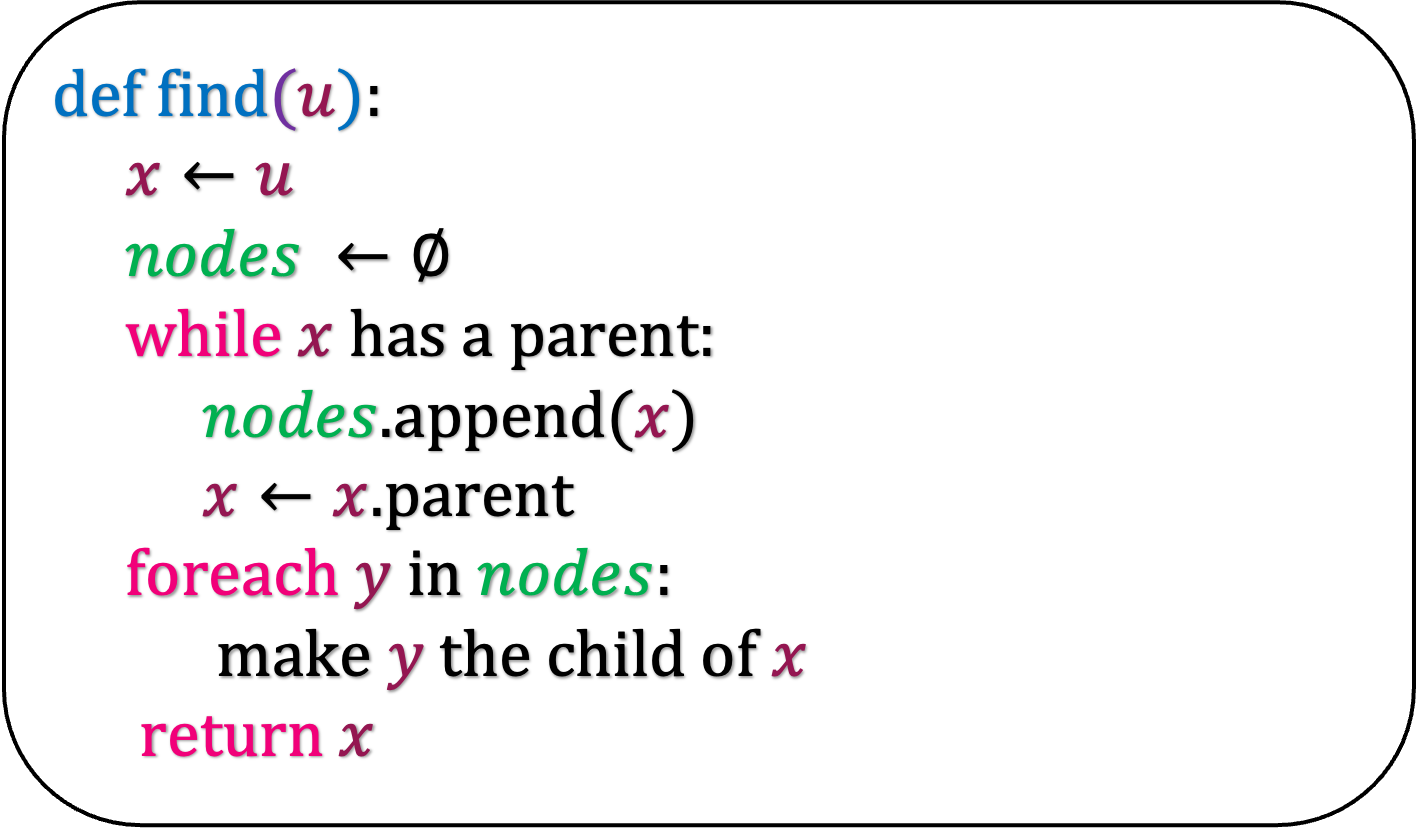 def find(u):
x ← u
nodes ← ∅
while x has a parent:
nodes.append(x)
x ← x.parent
foreach y in nodes:
make y the child of x
return x